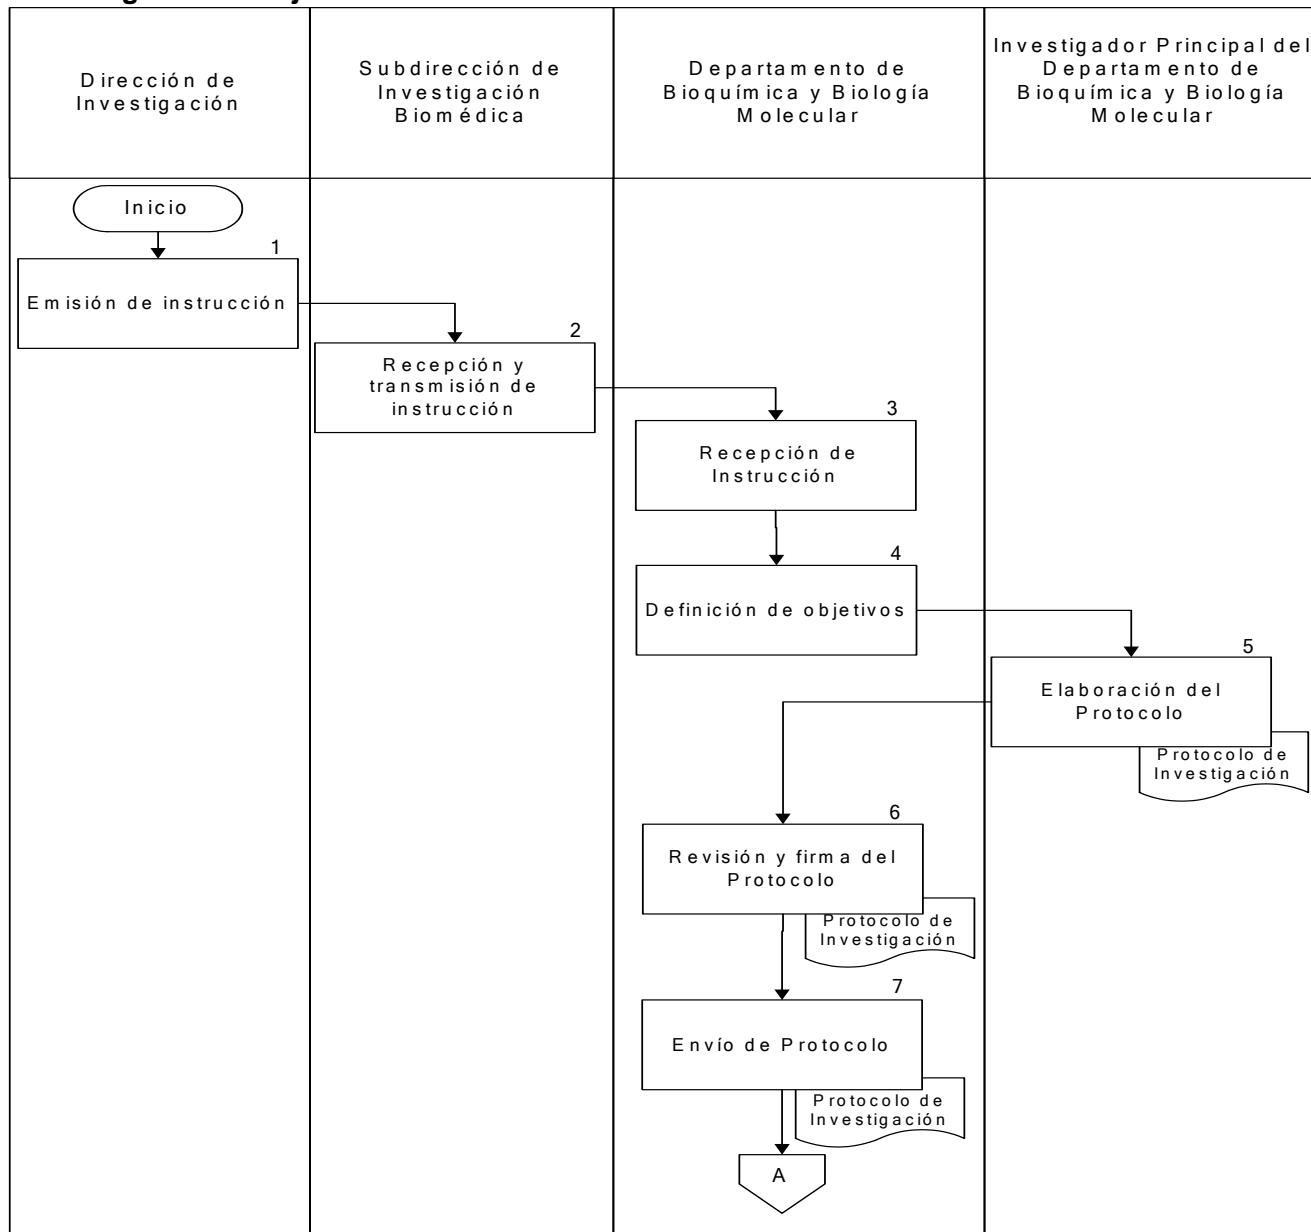 Dirección de
Investigación
Subdirección de
Investigación
Biomédica
Departamento de
Bioquímica y Biología
Molecular
Investigador Principal del
Departamento de
Bioquímica y Biología
Molecular
Inicio
1
Emisión de instrucción
2
Recepción y
transmisión de
instrucción
3
Recepción de
Instrucción
4
Definición de objetivos
5
Elaboración del
Protocolo
Protocolo de
Investigación
6
Revisión y firma del
Protocolo
Protocolo de
Investigación
7
Envío de Protocolo
Protocolo de
Investigación
A